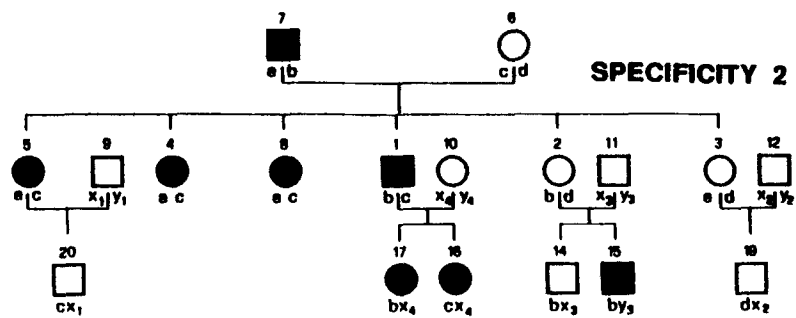 7 6
a b c d
SPECIFICITY 2
5 9 4 8 1 10 2 11 3 12
a c x₁ y₁ a c a c b c x₄ y₄ b d x₃ y₃ a d x₂ y₂
20 17 16 14 15 19
cx₁ bx₄ cx₄ bx₃ by₃ dx₂